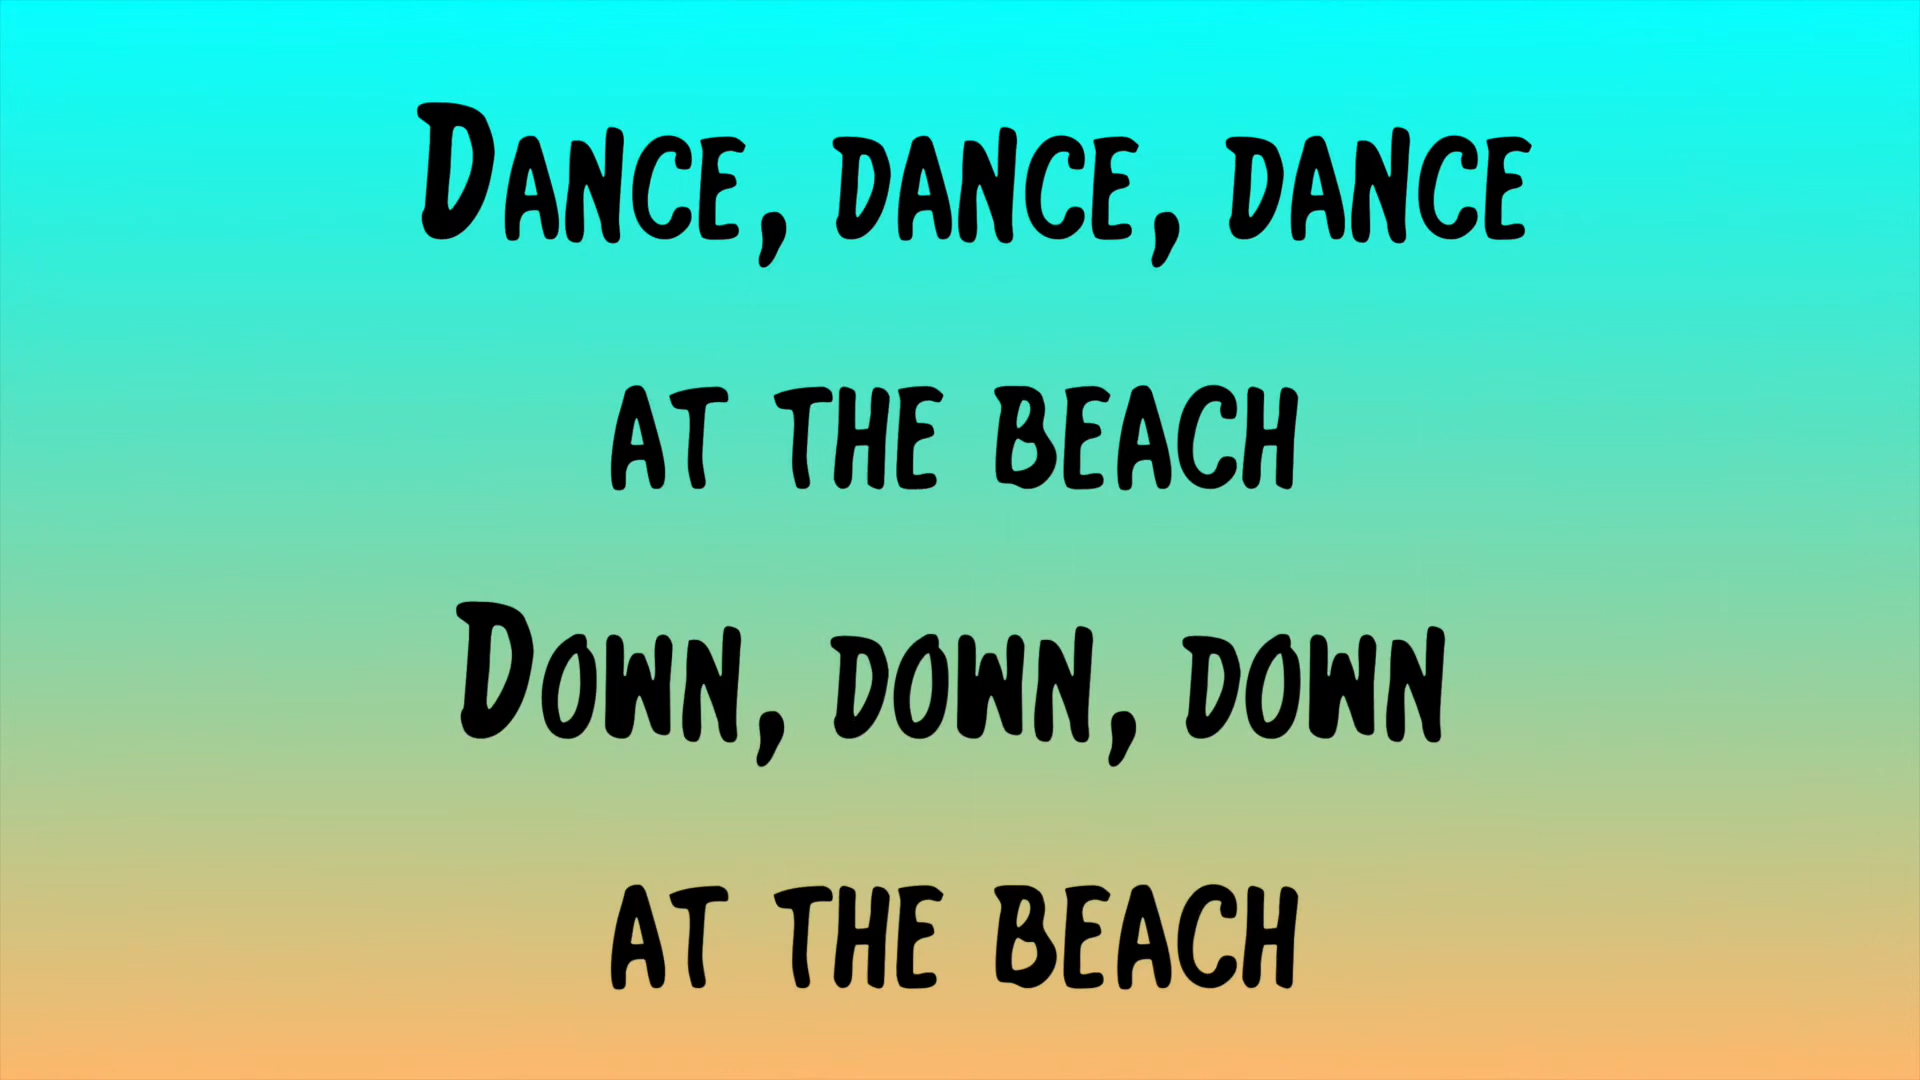 Dance, dance, dance
at the beach
Down, down, down
at the beach